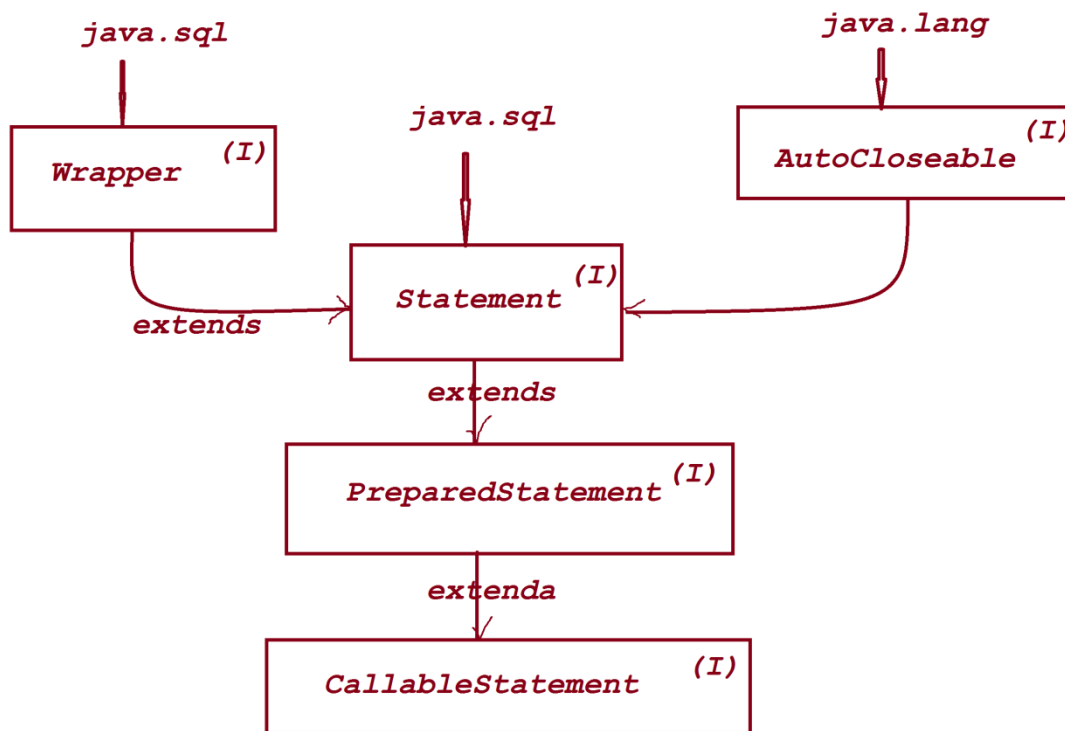 java.sql
java.lang
java.sql
Wrapper (I)
AutoCloseable (I)
Statement (I)
extends
extends
PreparedStatement (I)
extenda
CallableStatement (I)